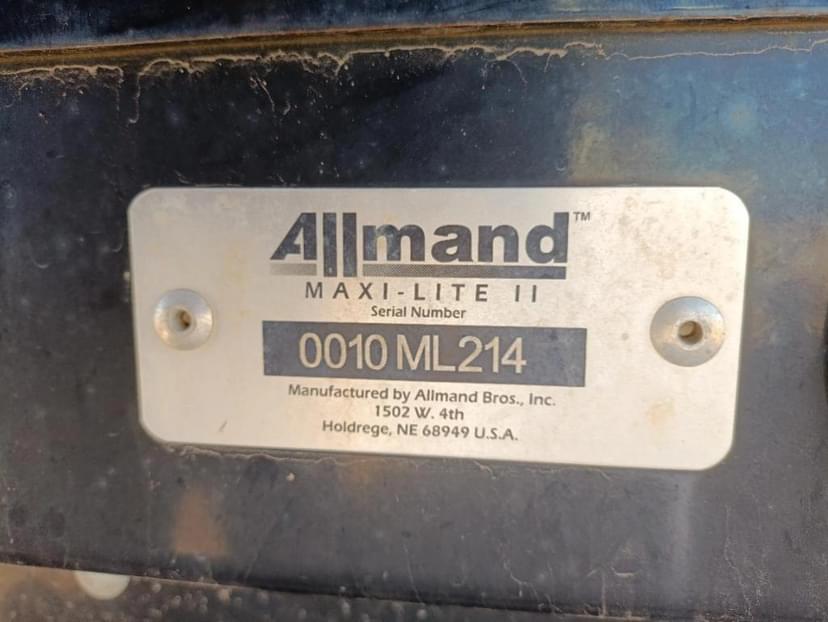 Allmand™
MAXI-LITE II
Serial Number
0010 ML214
Manufactured by Allmand Bros., Inc.
1502 W. 4th
Holdrege, NE 68949 U.S.A.